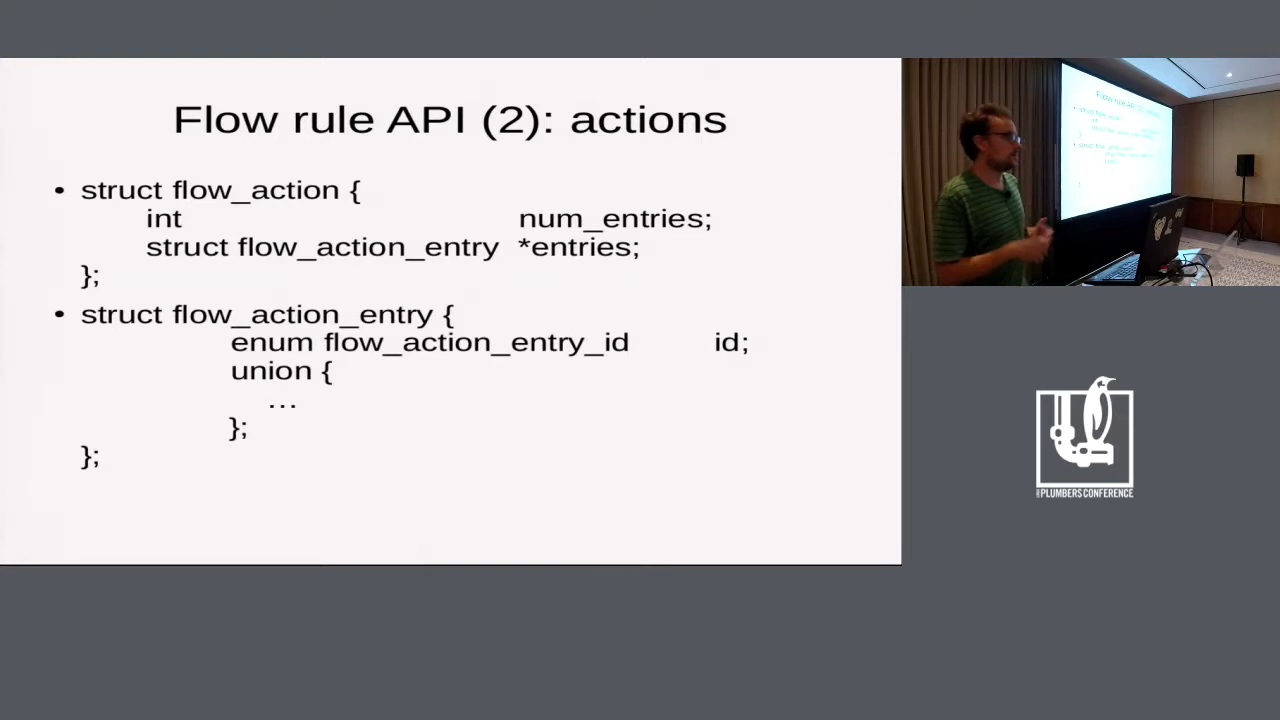 Flow rule API (2): actions
• struct flow_action {
int num_entries;
struct flow_action_entry *entries;
};
• struct flow_action_entry {
enum flow_action_entry_id id;
union {
…
};
};
PLUMBERS CONFERENCE